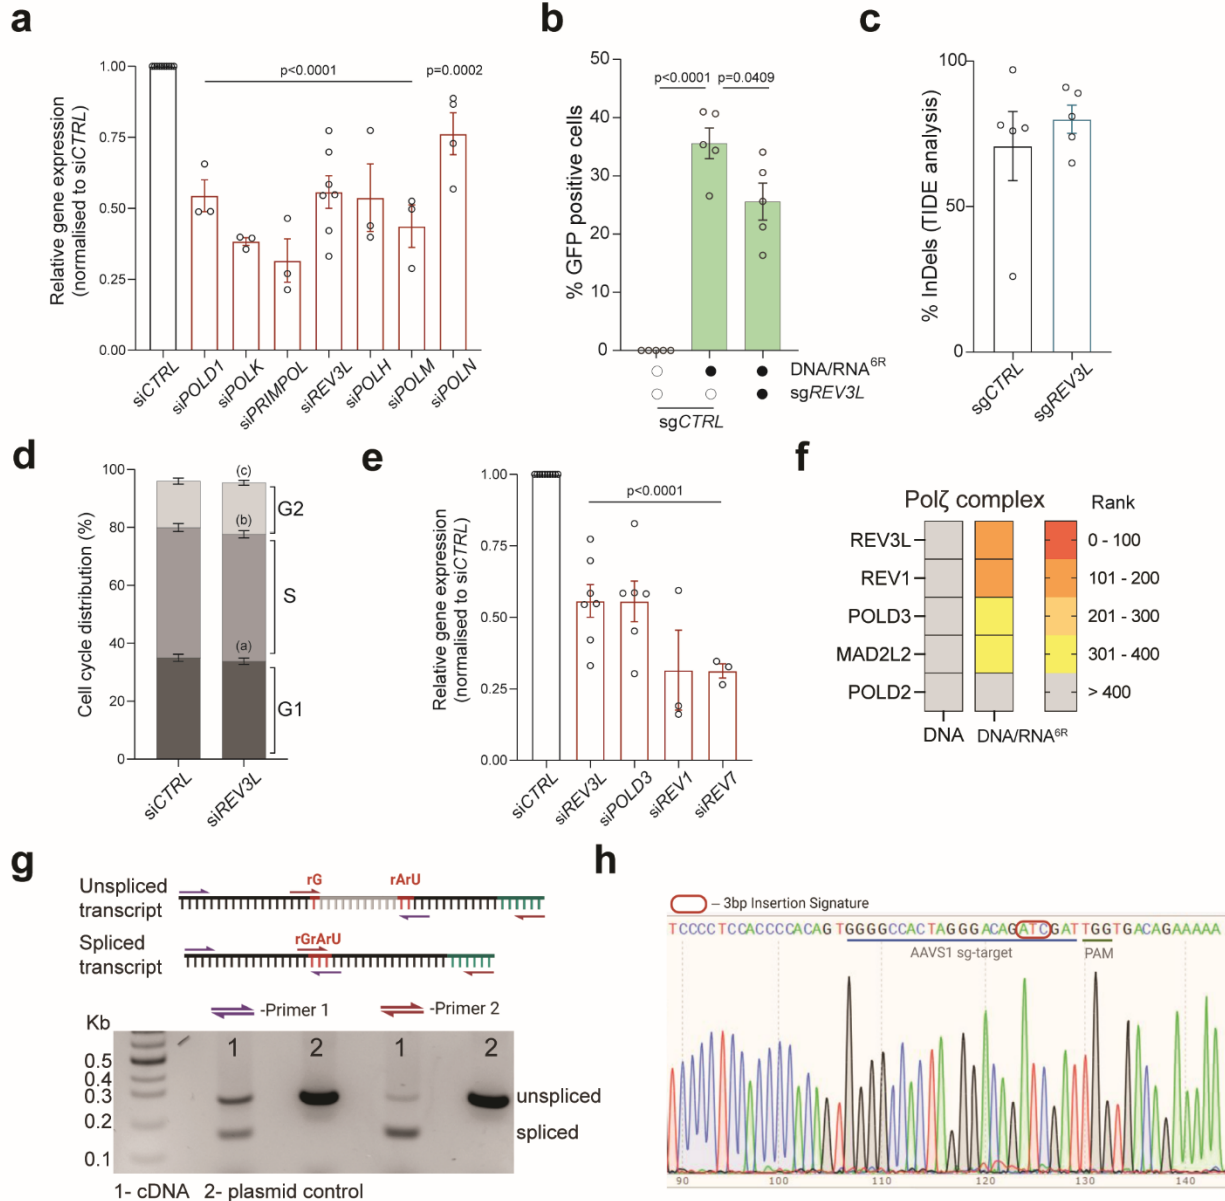 a
Relative gene expression
(normalised to siCTRL)
1.00
0.75
0.50
0.25
0.00
p<0.0001
p=0.0002
siCTRL
siPOLD1
siPOLK
siPRIMPOL
siREV3L
siPOLH
siPOLM
siPOLN
b
% GFP positive cells
50
40
30
20
10
0
p<0.0001
p=0.0409
DNA/RNA6R
sgREV3L
sgCTRL
c
% InDels (TIDE analysis)
100
50
0
sgCTRL
sgREV3L
d
Cell cycle distribution (%)
100
80
60
40
20
0
(c)
(b)
(a)
G2
S
G1
siCTRL
siREV3L
e
Relative gene expression
(normalised to siCTRL)
1.00
0.75
0.50
0.25
0.00
p<0.0001
siCTRL
siREV3L
siPOLD3
siREV1
siREV7
f
Polζ complex
Rank
REV3L
REV1
POLD3
MAD2L2
POLD2
0 - 100
101 - 200
201 - 300
301 - 400
> 400
DNA
DNA/RNA6R
g
Unspliced
transcript
rG
rArU
Spliced
transcript
rGrArU
-Primer 1
-Primer 2
Kb
0.5
0.4
0.3
0.2
0.1
1
2
1
2
unspliced
spliced
1- cDNA 2- plasmid control
h
– 3bp Insertion Signature
TCCCCTCCACCCCACAGTGGGGCCACTAGGGACAGATCGATTGGTGACAGAAAAA
AAVS1 sg-target
PAM
90
100
110
120
130
140